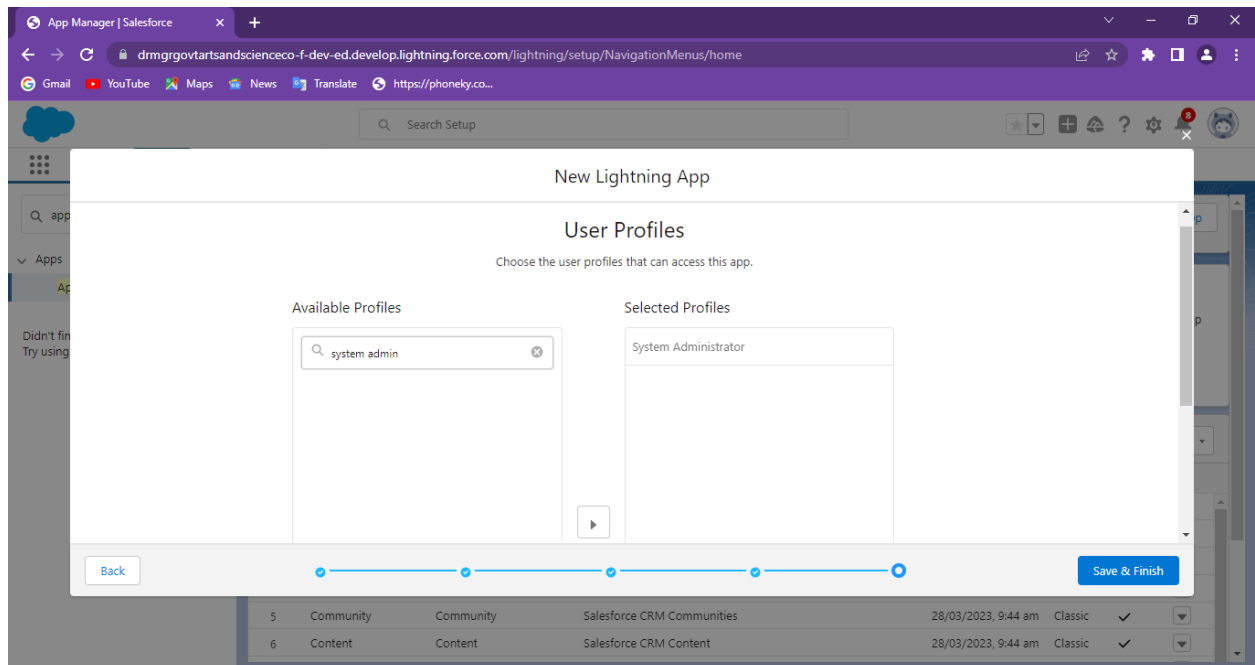 App Manager | Salesforce
drmgrgovtartsandscienceco-f-dev-ed.develop.lightning.force.com/lightning/setup/NavigationMenus/home
Gmail YouTube Maps News Translate https://phoneky.co...
Search Setup
8
New Lightning App
app
User Profiles
Choose the user profiles that can access this app.
Apps
Ap
Available Profiles Selected Profiles
Didn't fin
Try using
system admin
System Administrator
Back
Save & Finish
5 Community Community Salesforce CRM Communities 28/03/2023, 9:44 am Classic
6 Content Content Salesforce CRM Content 28/03/2023, 9:44 am Classic